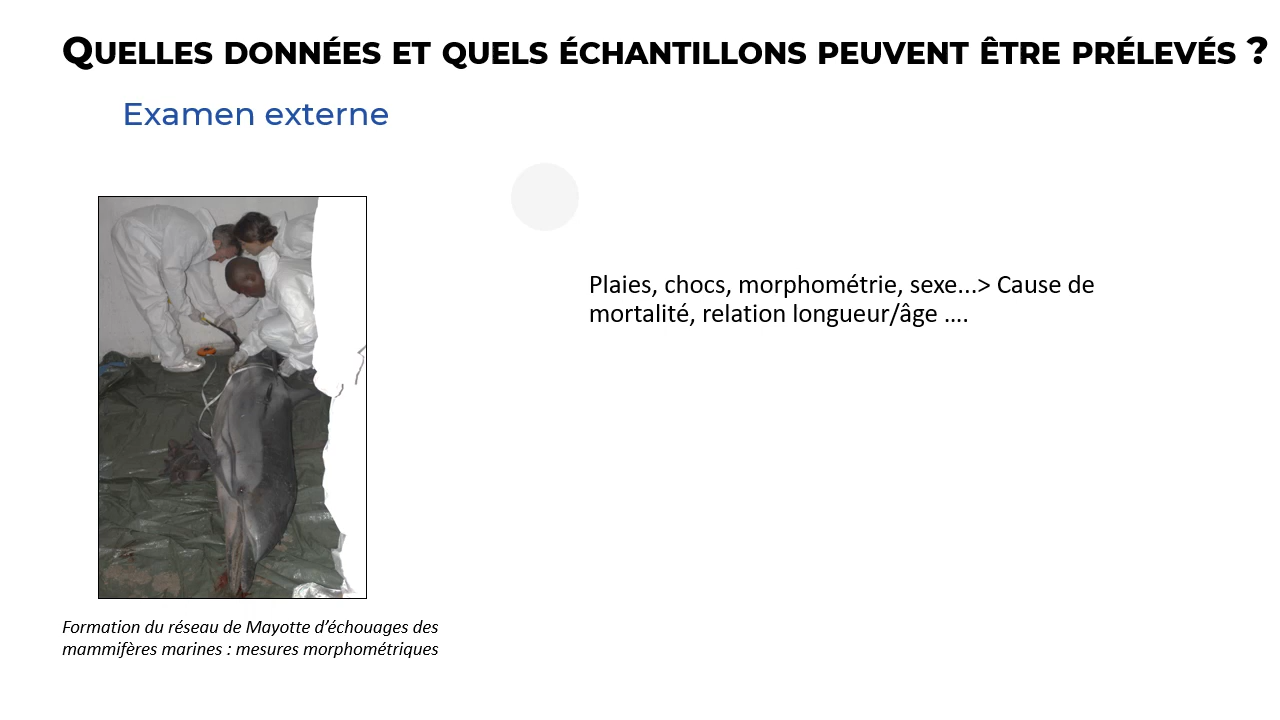 QUELLES DONNÉES ET QUELS ÉCHANTILLONS PEUVENT ÊTRE PRÉLEVÉS ?
Examen externe
Plaies, chocs, morphométrie, sexe...> Cause de
mortalité, relation longueur/âge ....
Formation du réseau de Mayotte d’échouages des
mammifères marines : mesures morphométriques